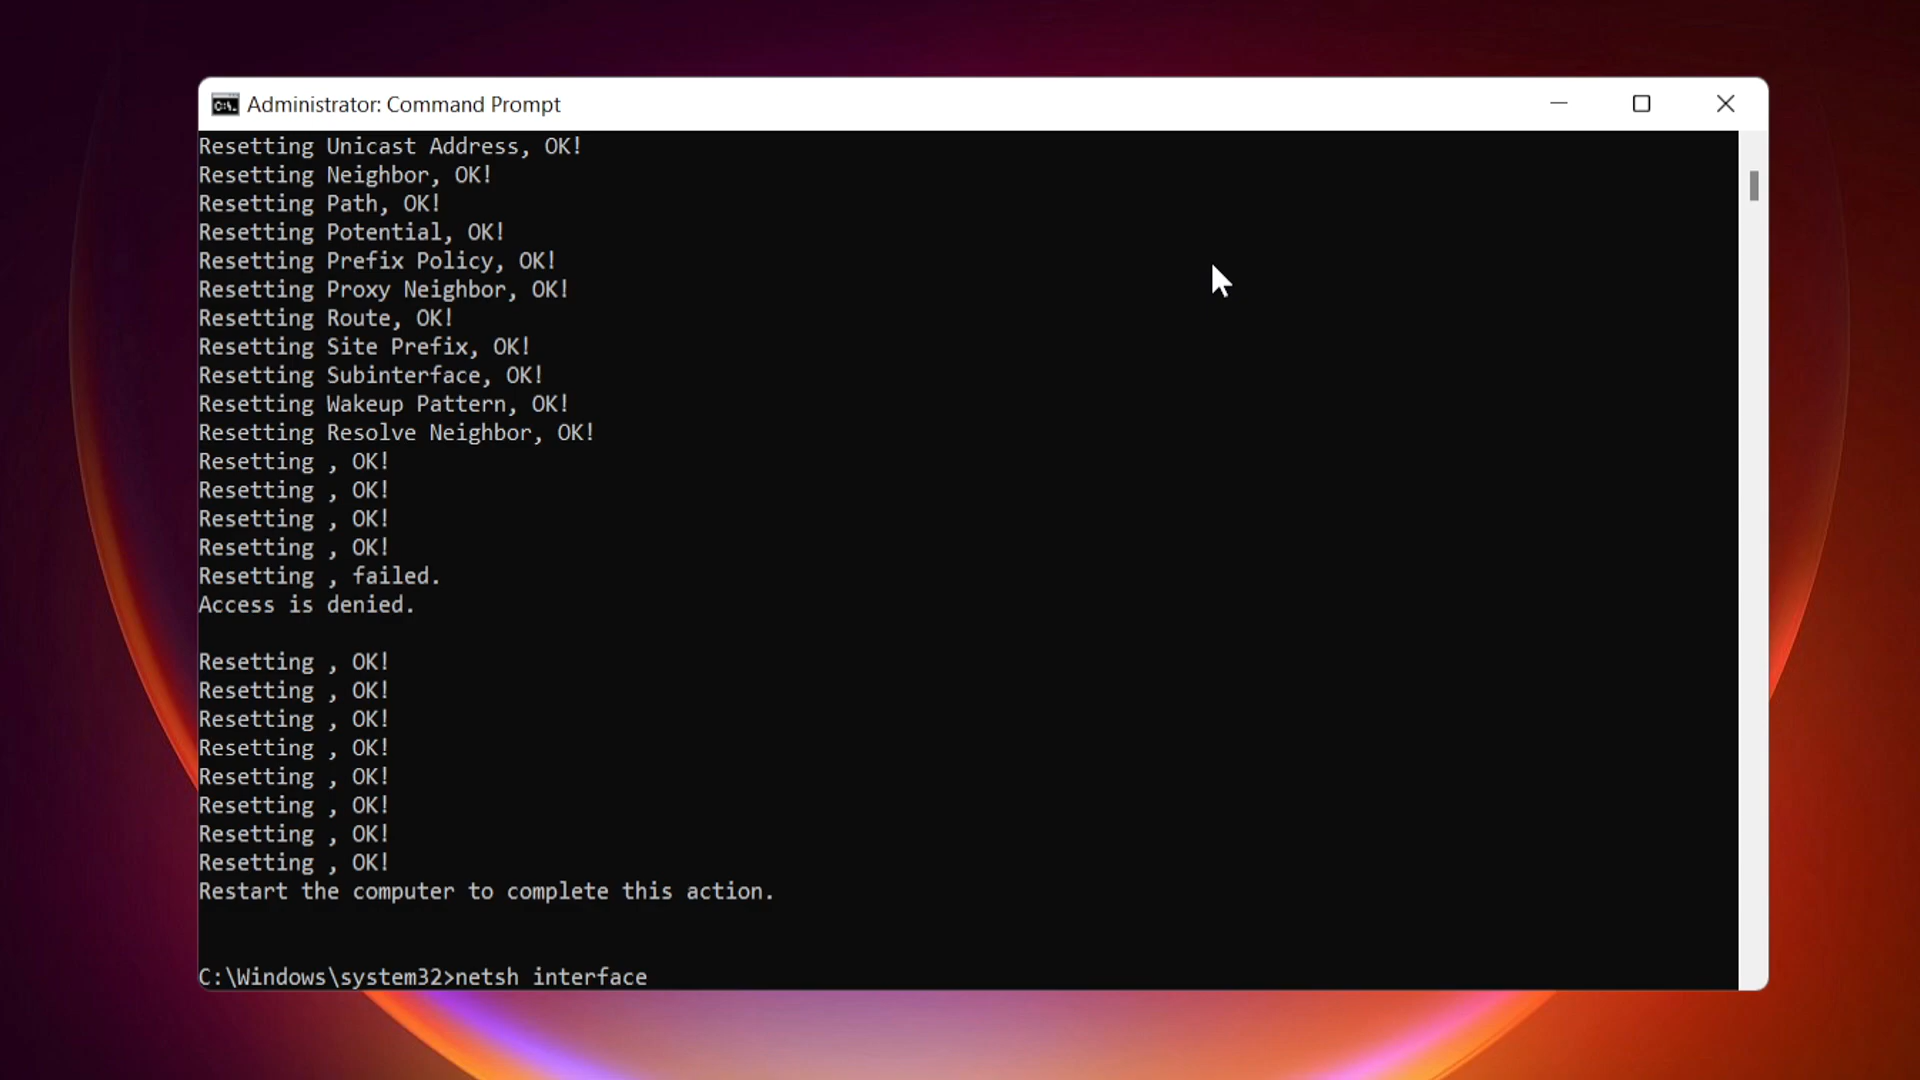 Administrator: Command Prompt
Resetting Unicast Address, OK!
Resetting Neighbor, OK!
Resetting Path, OK!
Resetting Potential, OK!
Resetting Prefix Policy, OK!
Resetting Proxy Neighbor, OK!
Resetting Route, OK!
Resetting Site Prefix, OK!
Resetting Subinterface, OK!
Resetting Wakeup Pattern, OK!
Resetting Resolve Neighbor, OK!
Resetting , OK!
Resetting , OK!
Resetting , OK!
Resetting , OK!
Resetting , failed.
Access is denied.
Resetting , OK!
Resetting , OK!
Resetting , OK!
Resetting , OK!
Resetting , OK!
Resetting , OK!
Resetting , OK!
Resetting , OK!
Restart the computer to complete this action.
C:\Windows\system32>netsh interface